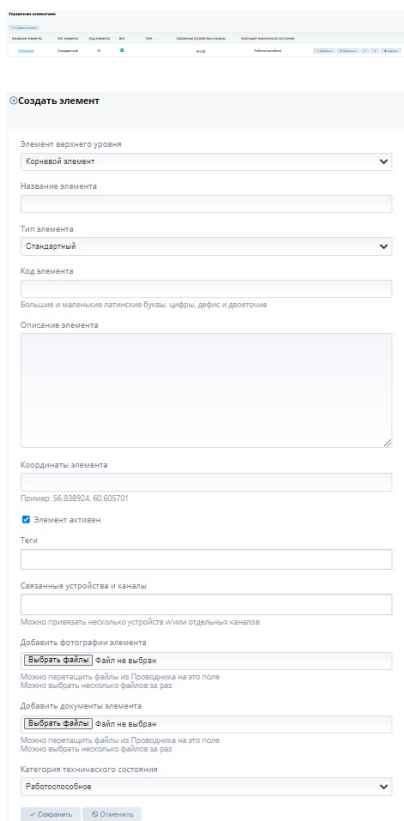 Управление элементами
Создать элемент
Название элемента Тип элемента Код элемента Вкл Теги Связанные устройства и каналы Категория технического состояния
Стандартный Работоспособное
Создать элемент
Элемент верхнего уровня
Корневой элемент
Название элемента
Тип элемента
Стандартный
Код элемента
Большие и маленькие латинские буквы, цифры, дефис и двоеточие
Описание элемента
Координаты элемента
Пример: 56.838924, 60.605701
Элемент активен
Теги
Связанные устройства и каналы
Можно привязать несколько устройств и/или отдельных каналов
Добавить фотографии элемента
Выбрать файлы Файл не выбран
Можно перетащить файлы из Проводника на это поле
Можно выбрать несколько файлов за раз
Добавить документы элемента
Выбрать файлы Файл не выбран
Можно перетащить файлы из Проводника на это поле
Можно выбрать несколько файлов за раз
Категория технического состояния
Работоспособное
Сохранить Отменить